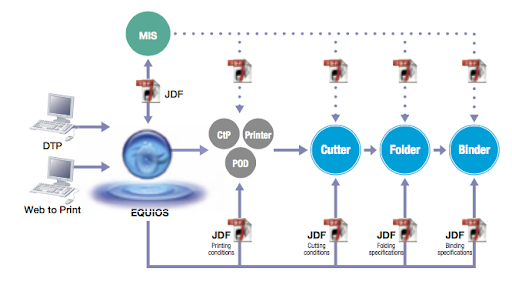 MIS
JDF
DTP
CtP
Printer
POD
Cutter
Folder
Binder
Web to Print
EQUIOS
JDF
Printing
conditions
JDF
Cutting
conditions
JDF
Folding
specifications
JDF
Binding
specifications